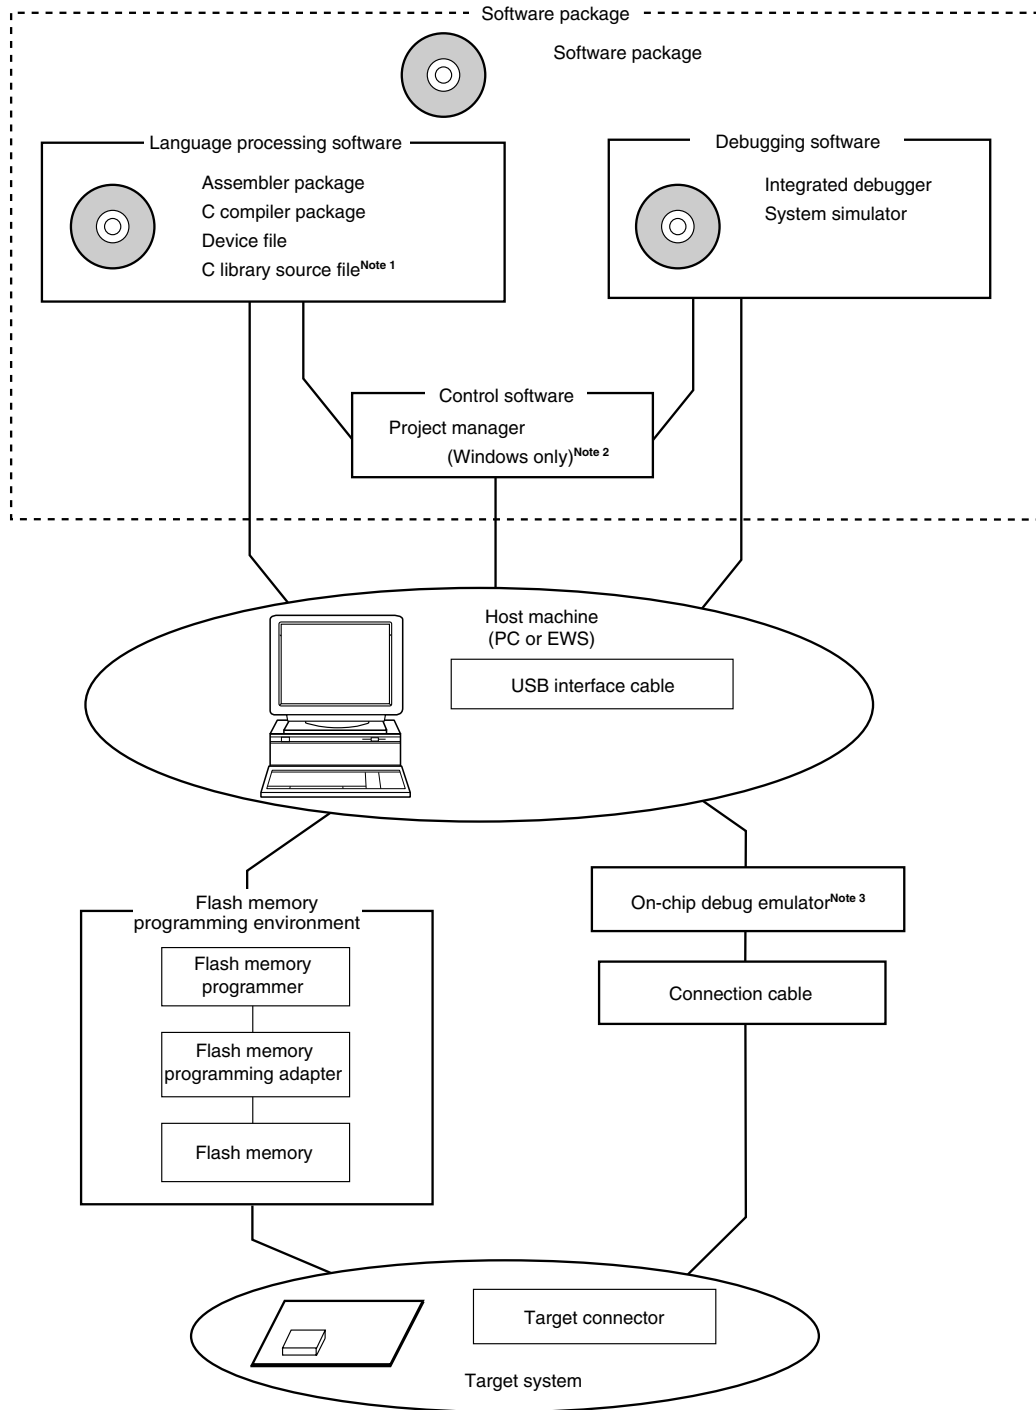 Software package
Software package
Language processing software
Assembler package
C compiler package
Device file
C library source fileNote 1
Debugging software
Integrated debugger
System simulator
Control software
Project manager
(Windows only)Note 2
Host machine
(PC or EWS)
USB interface cable
Flash memory
programming environment
Flash memory
programmer
Flash memory
programming adapter
Flash memory
On-chip debug emulatorNote 3
Connection cable
Target connector
Target system